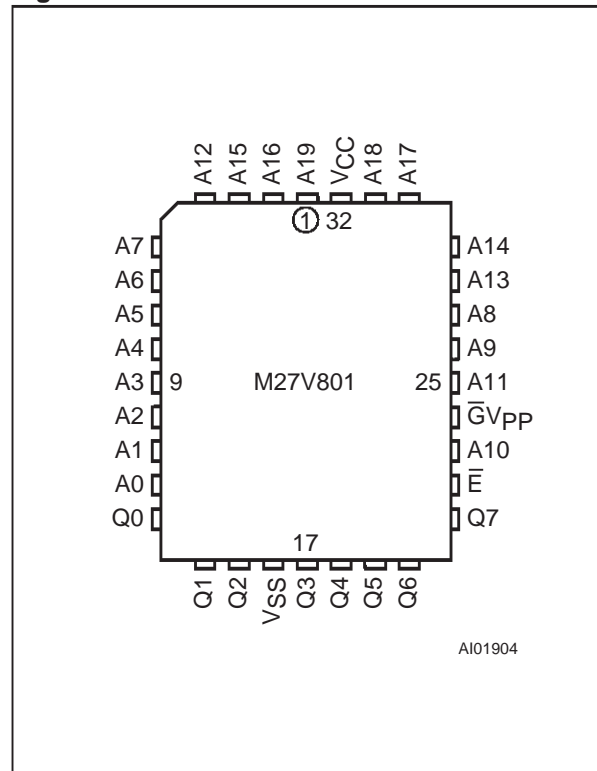 A12 A15 A16 A19 VCC A18 A17
1 32
A7 A14
A6 A13
A5 A8
A4 A9
A3 9 M27V801 25 A11
A2 G̅VPP
A1 A10
A0 E̅
Q0 Q7
17
Q1 Q2 VSS Q3 Q4 Q5 Q6
AI01904